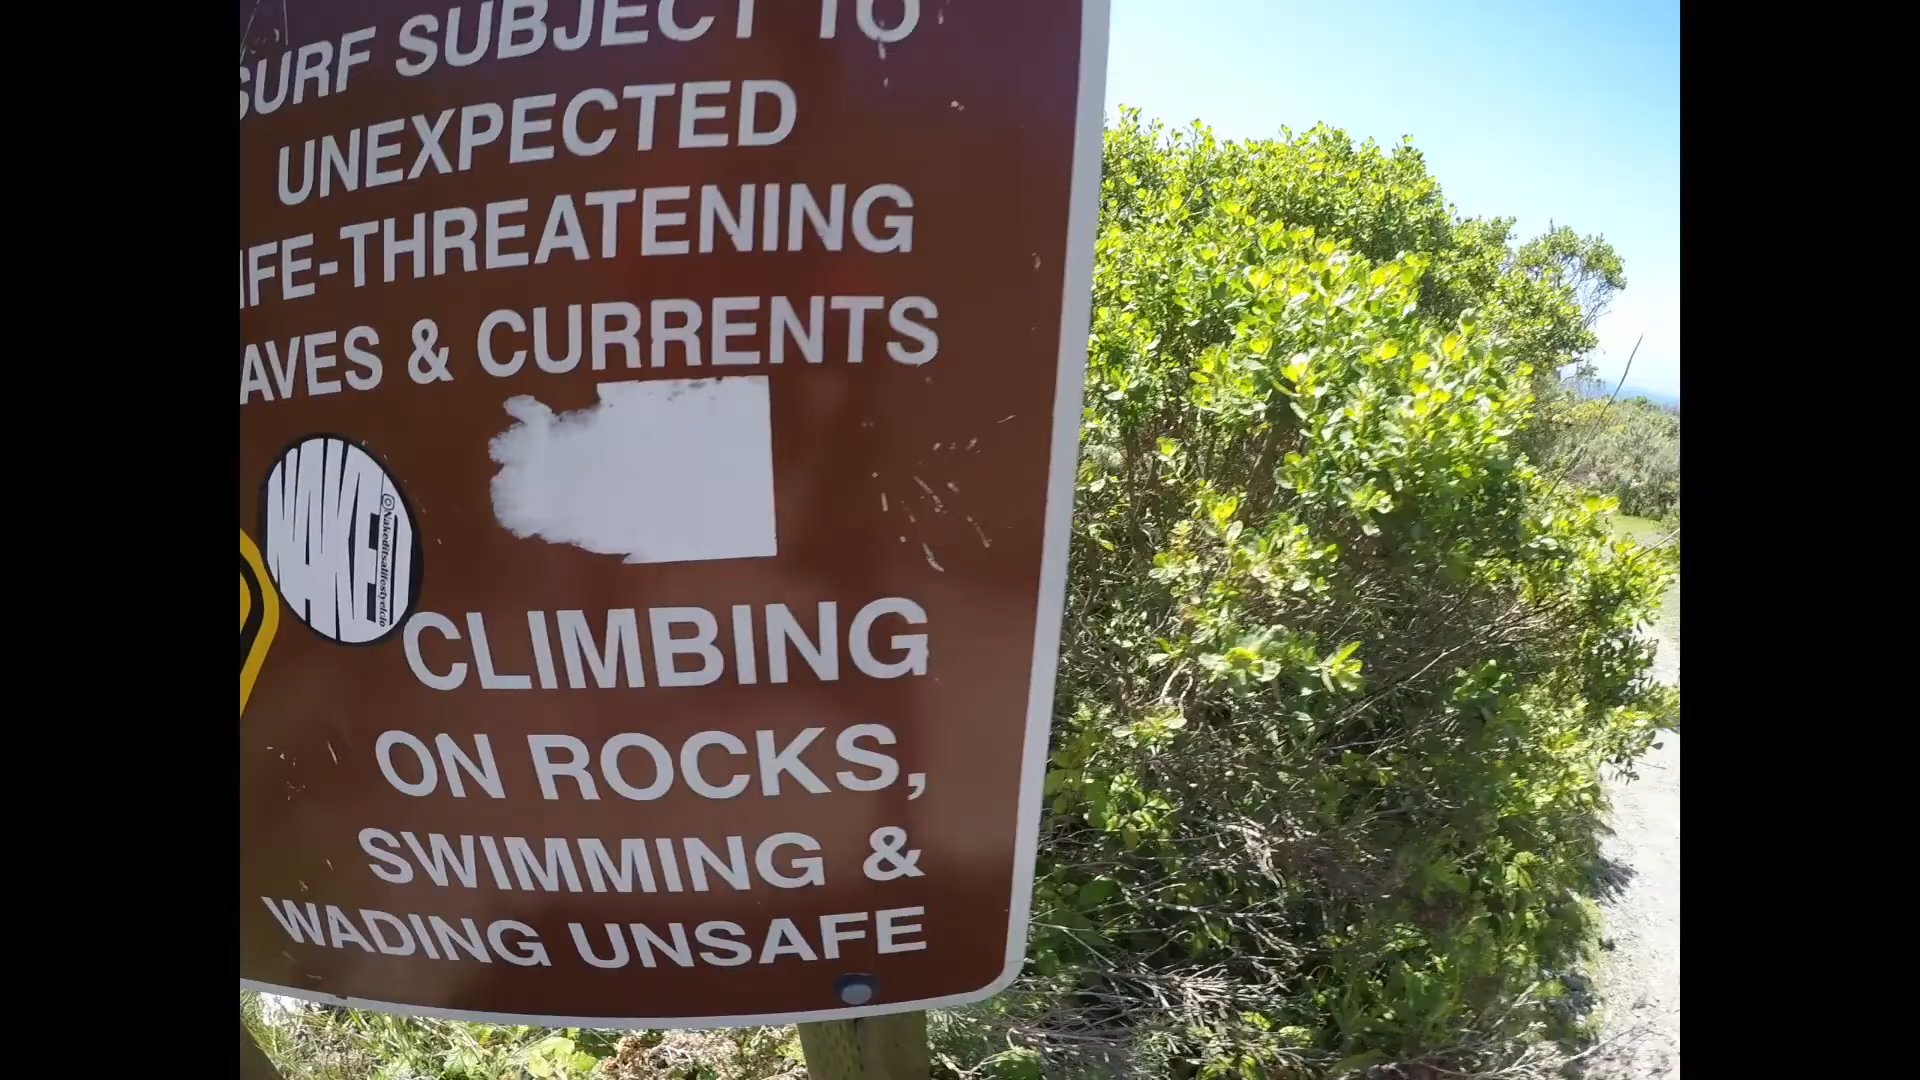 SURF SUBJECT TO
UNEXPECTED
IFE-THREATENING
AVES & CURRENTS
NAKED
CLIMBING
ON ROCKS,
SWIMMING &
WADING UNSAFE